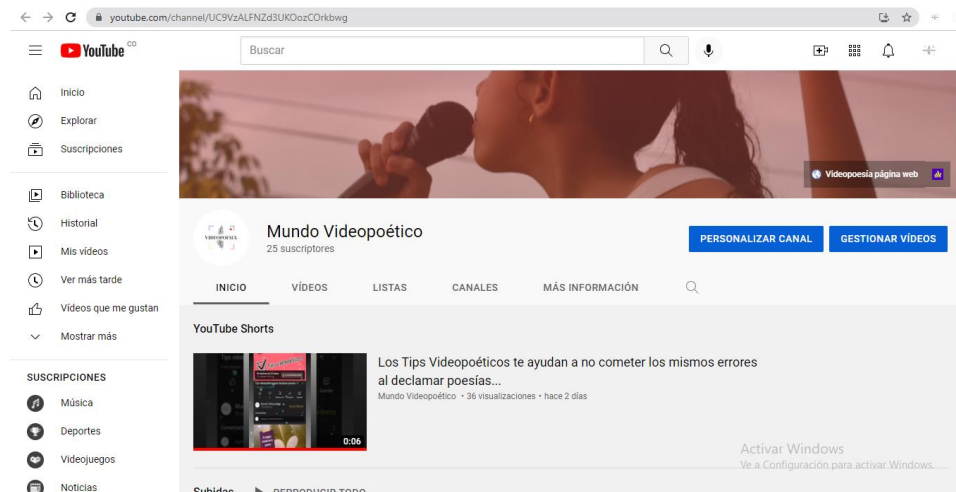 youtube.com/channel/UC9VzALFNZd3UKOozCOrkbwg
YouTube CO
Buscar
Inicio
Explorar
Suscripciones
Biblioteca
Historial
Mis vídeos
Ver más tarde
Vídeos que me gustan
Mostrar más
SUSCRIPCIONES
Música
Deportes
Videojuegos
Noticias
Videopoesía página web
VIDEOPOESIA
Mundo Videopoético
25 suscriptores
PERSONALIZAR CANAL
GESTIONAR VÍDEOS
INICIO VÍDEOS LISTAS CANALES MÁS INFORMACIÓN
YouTube Shorts
0:06
Los Tips Videopoéticos te ayudan a no cometer los mismos errores
al declamar poesías...
Mundo Videopoético • 36 visualizaciones • hace 2 días
Activar Windows
Ve a Configuración para activar Windows.
Subidas REPRODUCIR TODO